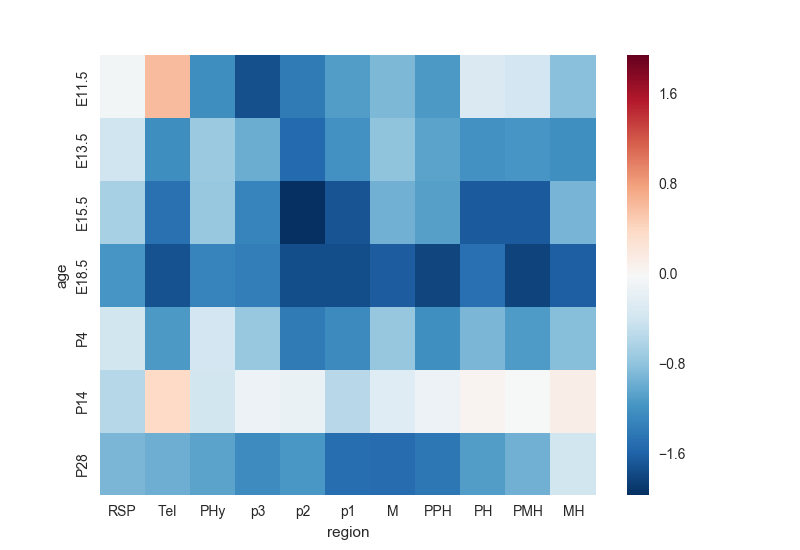 E11.5
E13.5
E15.5
E18.5
P4
P14
P28
age
RSP Tel PHy p3 p2 p1 M PPH PH PMH MH
region
1.6
0.8
0.0
−0.8
−1.6